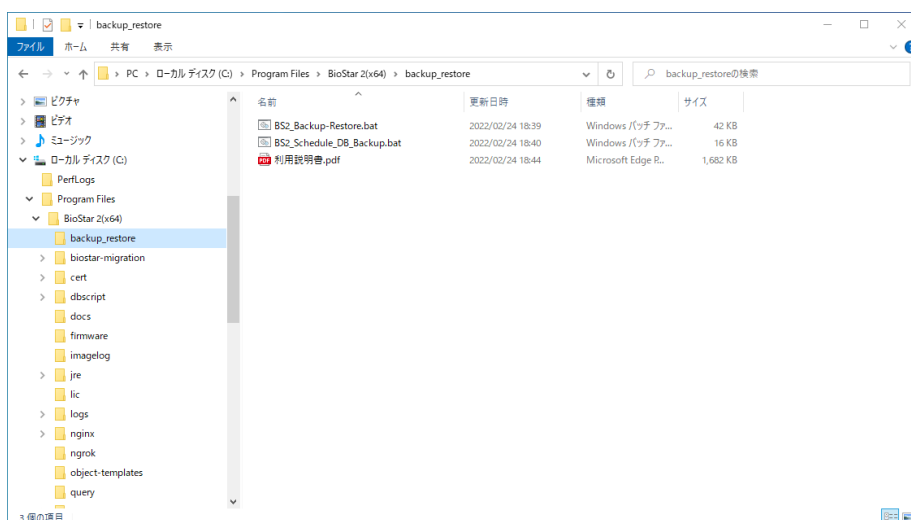 backup_restore
ファイル ホーム 共有 表示
PC › ローカル ディスク (C:) › Program Files › BioStar 2(x64) › backup_restore
backup_restoreの検索
ピクチャ
ビデオ
ミュージック
ローカル ディスク (C:)
PerfLogs
Program Files
BioStar 2(x64)
backup_restore
biostar-migration
cert
dbscript
docs
firmware
imagelog
jre
lic
logs
nginx
ngrok
object-templates
query
名前 更新日時 種類 サイズ
BS2_Backup-Restore.bat 2022/02/24 18:39 Windows バッチ ファ... 42 KB
BS2_Schedule_DB_Backup.bat 2022/02/24 18:40 Windows バッチ ファ... 16 KB
PDF 利用説明書.pdf 2022/02/24 18:44 Microsoft Edge P... 1,682 KB
3 個の項目